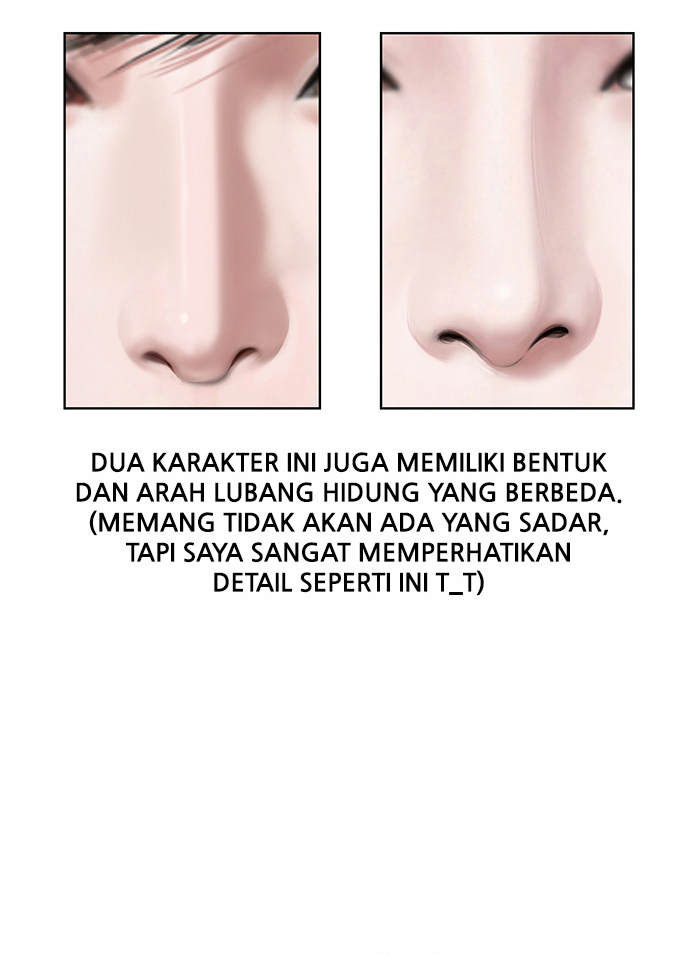 DUA KARAKTER INI JUGA MEMILIKI BENTUK
DAN ARAH LUBANG HIDUNG YANG BERBEDA.
(MEMANG TIDAK AKAN ADA YANG SADAR,
TAPI SAYA SANGAT MEMPERHATIKAN
DETAIL SEPERTI INI T_T)